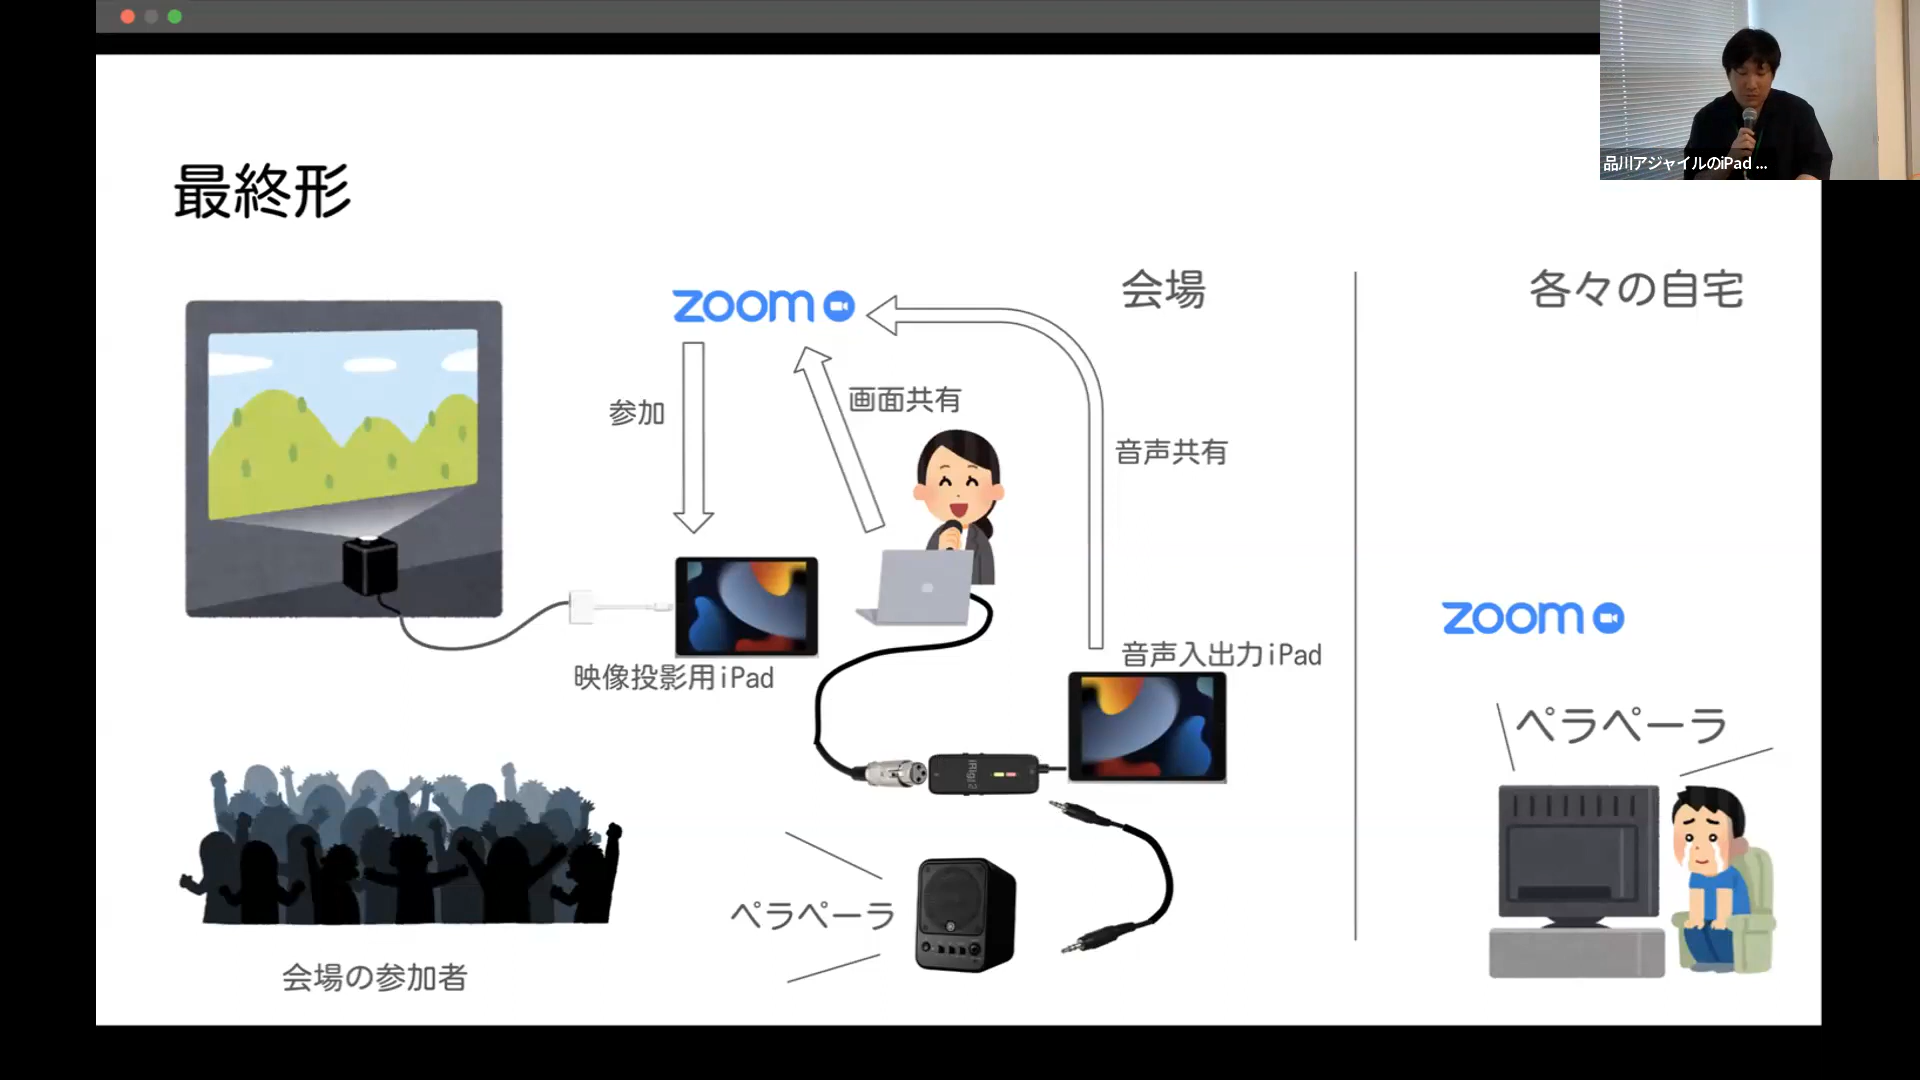 品川アジャイルのiPad ...
最終形
zoom
会場
各々の自宅
参加
画面共有
音声共有
音声入出力iPad
映像投影用iPad
zoom
ペラペーラ
iRig
2
ペラペーラ
会場の参加者